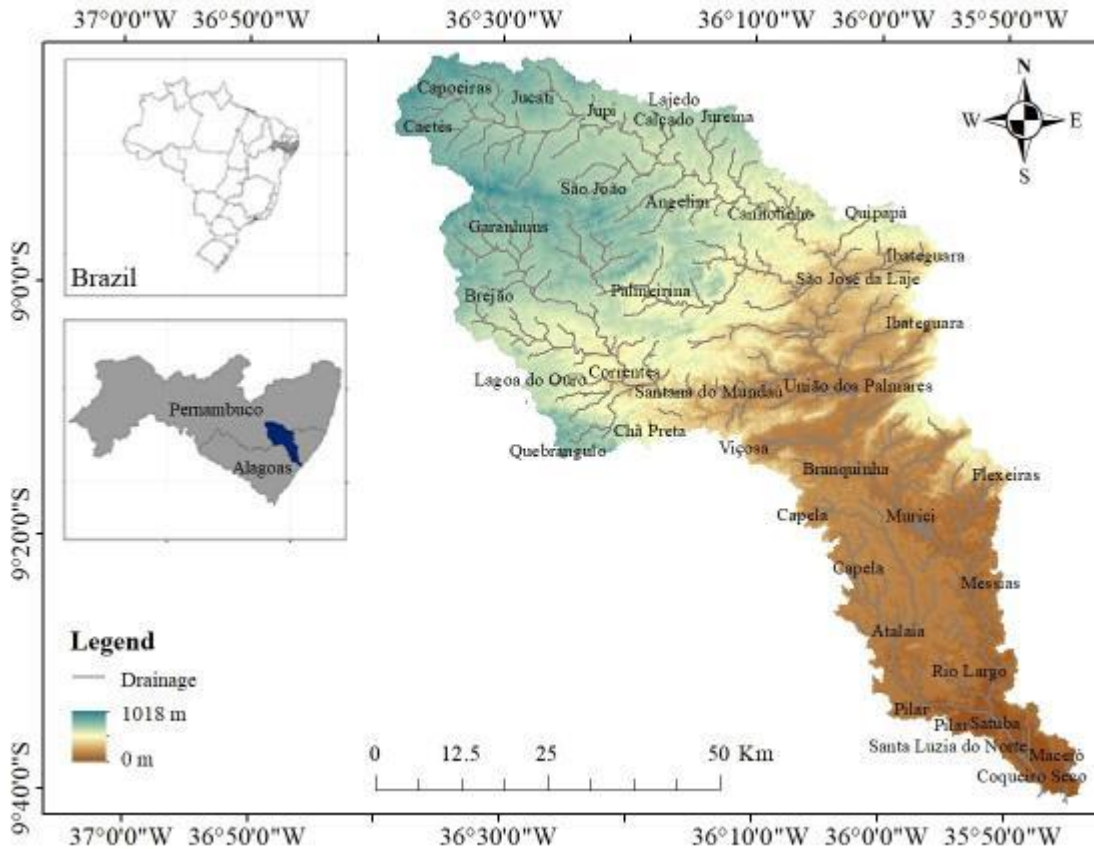 37°0'0"W 36°50'0"W 36°30'0"W 36°10'0"W 36°0'0"W 35°50'0"W
N
W E
S
Capoeiras
Jucati
Jupi
Lajedo
Calçado
Jurema
Caetés
São João
Angelim
Canhotinho
Quipapá
Garanhuns
Ibateguara
São José da Laje
Palmeirina
Brejão
Ibateguara
Correntes
Lagoa do Ouro
Santana do Mundaú
União dos Palmares
Chã Preta
Quebrangulo
Viçosa
Branquinha
Flexeiras
Capela
Murici
Capela
Messias
Atalaia
Rio Largo
Pilar
Pilar
Satuba
Santa Luzia do Norte
Maceró
Coqueiro Seco
Brazil
Pernambuco
Alagoas
9°0'0"S
9°20'0"S
9°40'0"S
Legend
Drainage
1018 m
0 m
0 12.5 25 50 Km
37°0'0"W 36°50'0"W 36°30'0"W 36°10'0"W 36°0'0"W 35°50'0"W